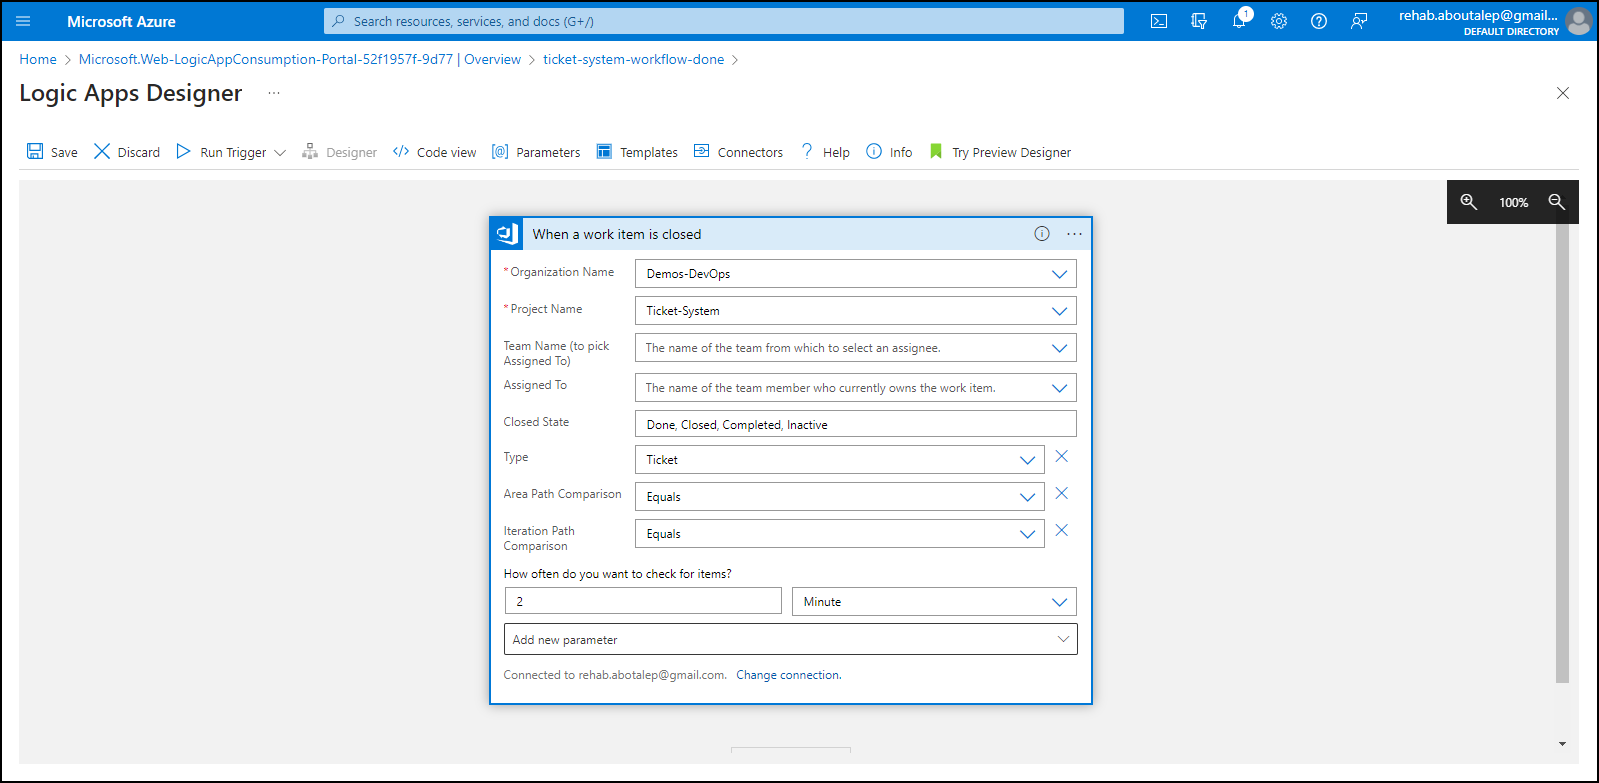 Microsoft Azure
Search resources, services, and docs (G+/)
1
rehab.aboutalep@gmail...
DEFAULT DIRECTORY
Home > Microsoft.Web-LogicAppConsumption-Portal-52f1957f-9d77 | Overview > ticket-system-workflow-done >
Logic Apps Designer ...
Save Discard Run Trigger Designer Code view Parameters Templates Connectors Help Info Try Preview Designer
100%
When a work item is closed
* Organization Name Demos-DevOps
* Project Name Ticket-System
Team Name (to pick
Assigned To)
The name of the team from which to select an assignee.
Assigned To The name of the team member who currently owns the work item.
Closed State Done, Closed, Completed, Inactive
Type Ticket
Area Path Comparison Equals
Iteration Path
Comparison
Equals
How often do you want to check for items?
2 Minute
Add new parameter
Connected to rehab.abotalep@gmail.com. Change connection.